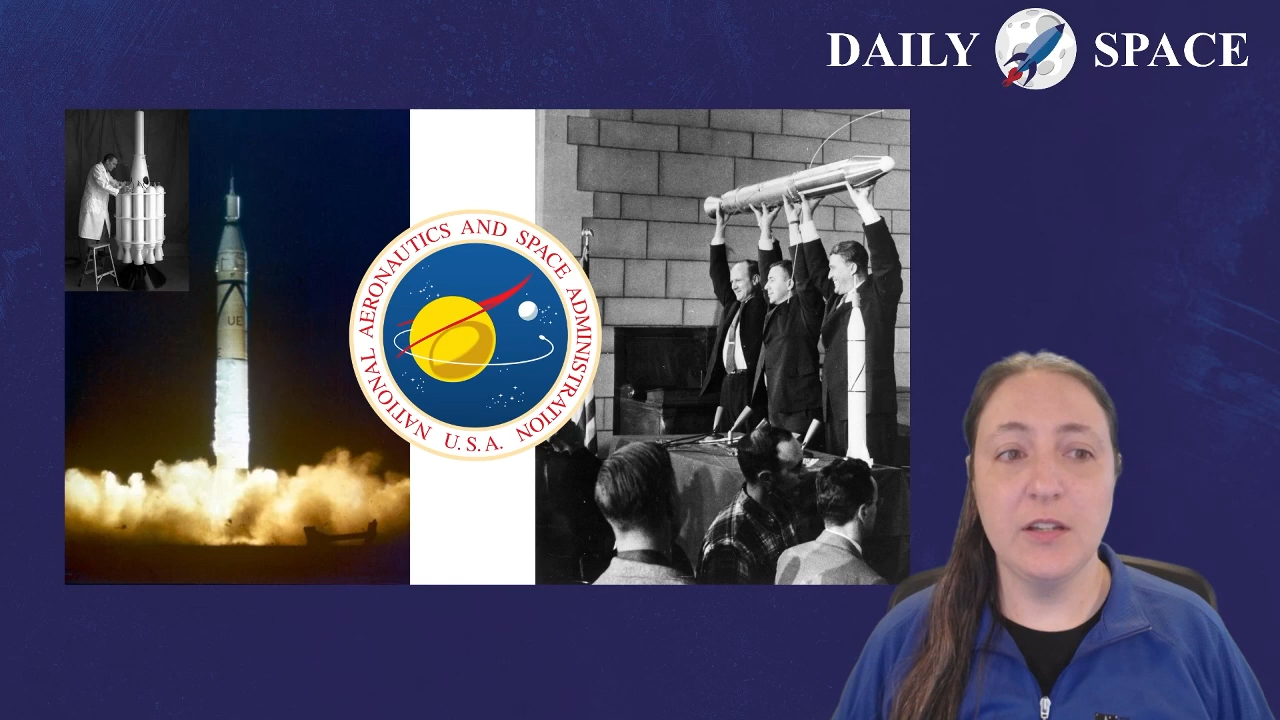 DAILY SPACE
NATIONAL AERONAUTICS AND SPACE ADMINISTRATION
U.S.A.
UE